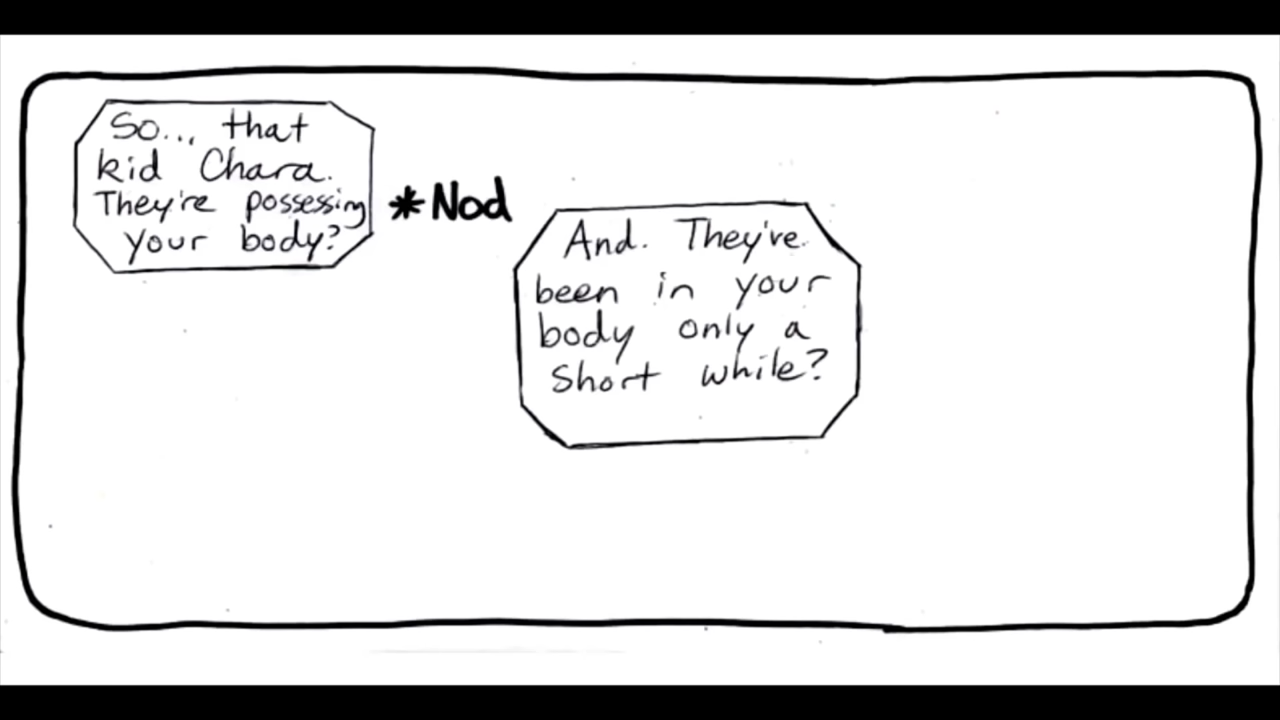 So... that
kid Chara.
They're possessing
your body?
*Nod
And. They've
been in your
body only a
short while?